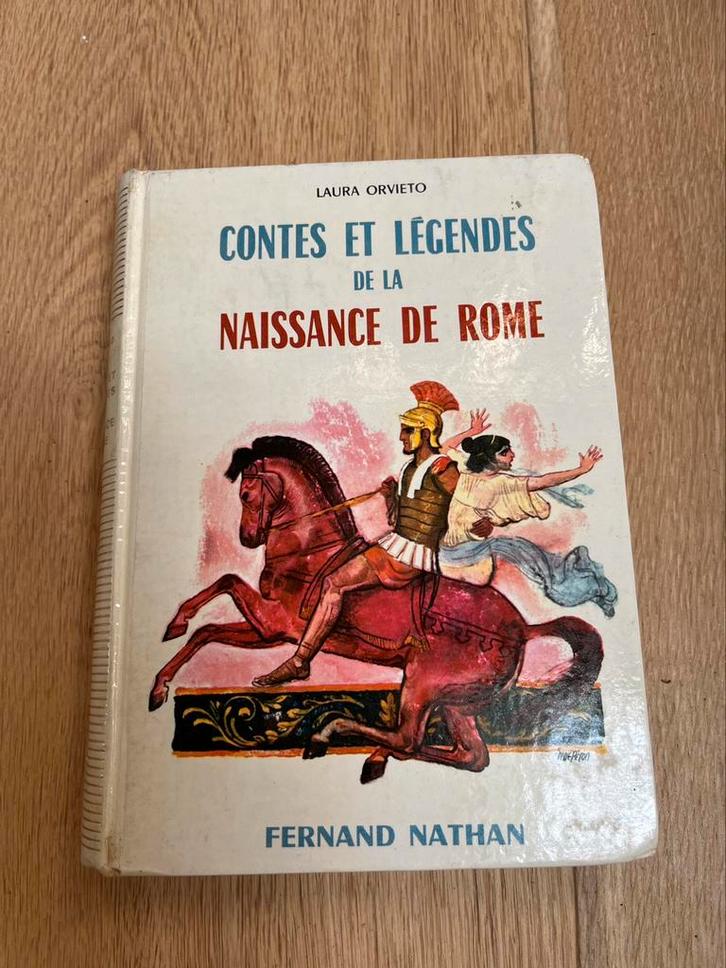 LAURA ORVIETO
CONTES ET LÉGENDES
DE LA
NAISSANCE DE ROME
FERNAND NATHAN